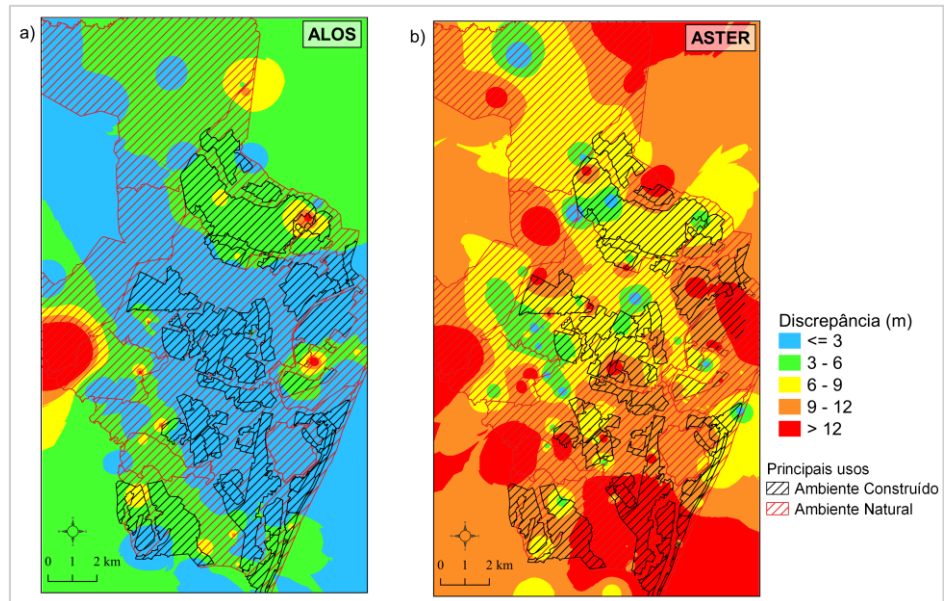 a)
ALOS
b)
ASTER
Discrepância (m)
<= 3
3 - 6
6 - 9
9 - 12
> 12
Principais usos
Ambiente Construído
Ambiente Natural
0 1 2 km
0 1 2 km